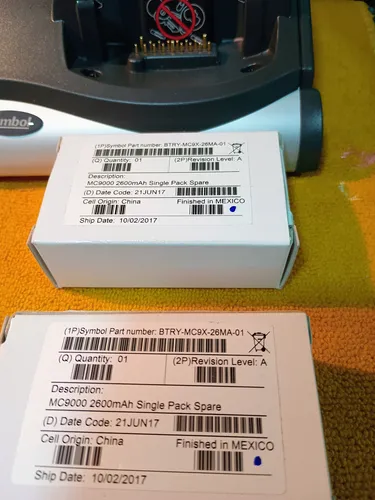 mbol
(1P)Symbol Part number: BTRY-MC9X-26MA-01
(Q) Quantity: 01 (2P)Revision Level: A
Description:
MC9000 2600mAh Single Pack Spare
(D) Date Code: 21JUN17
Cell Origin: China Finished in MEXICO
Ship Date: 10/02/2017
(1P)Symbol Part number: BTRY-MC9X-26MA-01
(Q) Quantity: 01 (2P)Revision Level: A
Description:
MC9000 2600mAh Single Pack Spare
(D) Date Code: 21JUN17
Cell Origin: China Finished in MEXICO
Ship Date: 10/02/2017